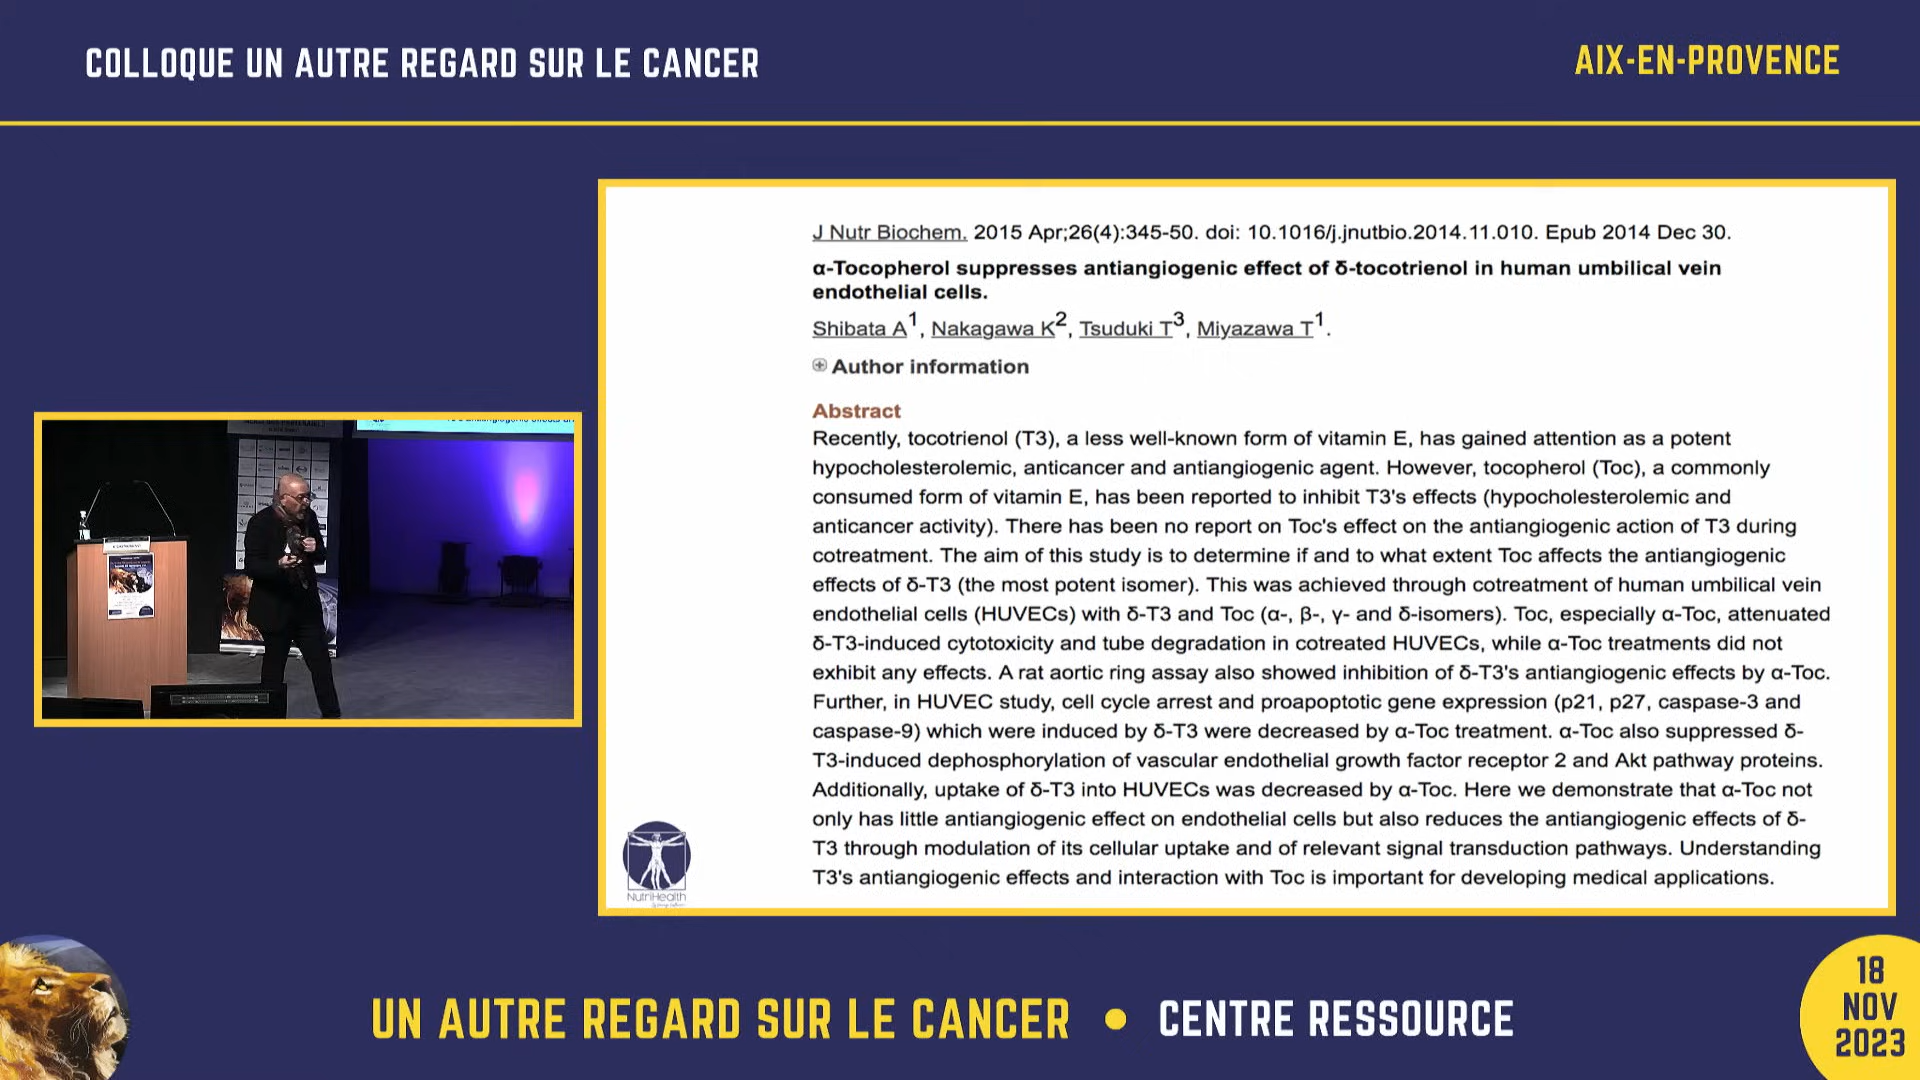 COLLOQUE UN AUTRE REGARD SUR LE CANCER
AIX-EN-PROVENCE
J Nutr Biochem. 2015 Apr;26(4):345-50. doi: 10.1016/j.jnutbio.2014.11.010. Epub 2014 Dec 30.
α-Tocopherol suppresses antiangiogenic effect of δ-tocotrienol in human umbilical vein
endothelial cells.
Shibata A1, Nakagawa K2, Tsuduki T3, Miyazawa T1.
Author information
Abstract
Recently, tocotrienol (T3), a less well-known form of vitamin E, has gained attention as a potent
hypocholesterolemic, anticancer and antiangiogenic agent. However, tocopherol (Toc), a commonly
consumed form of vitamin E, has been reported to inhibit T3's effects (hypocholesterolemic and
anticancer activity). There has been no report on Toc's effect on the antiangiogenic action of T3 during
cotreatment. The aim of this study is to determine if and to what extent Toc affects the antiangiogenic
effects of δ-T3 (the most potent isomer). This was achieved through cotreatment of human umbilical vein
endothelial cells (HUVECs) with δ-T3 and Toc (α-, β-, γ- and δ-isomers). Toc, especially α-Toc, attenuated
δ-T3-induced cytotoxicity and tube degradation in cotreated HUVECs, while α-Toc treatments did not
exhibit any effects. A rat aortic ring assay also showed inhibition of δ-T3's antiangiogenic effects by α-Toc.
Further, in HUVEC study, cell cycle arrest and proapoptotic gene expression (p21, p27, caspase-3 and
caspase-9) which were induced by δ-T3 were decreased by α-Toc treatment. α-Toc also suppressed δ-
T3-induced dephosphorylation of vascular endothelial growth factor receptor 2 and Akt pathway proteins.
Additionally, uptake of δ-T3 into HUVECs was decreased by α-Toc. Here we demonstrate that α-Toc not
only has little antiangiogenic effect on endothelial cells but also reduces the antiangiogenic effects of δ-
T3 through modulation of its cellular uptake and of relevant signal transduction pathways. Understanding
T3's antiangiogenic effects and interaction with Toc is important for developing medical applications.
NutriHealth
UN AUTRE REGARD SUR LE CANCER • CENTRE RESSOURCE
18
NOV
2023